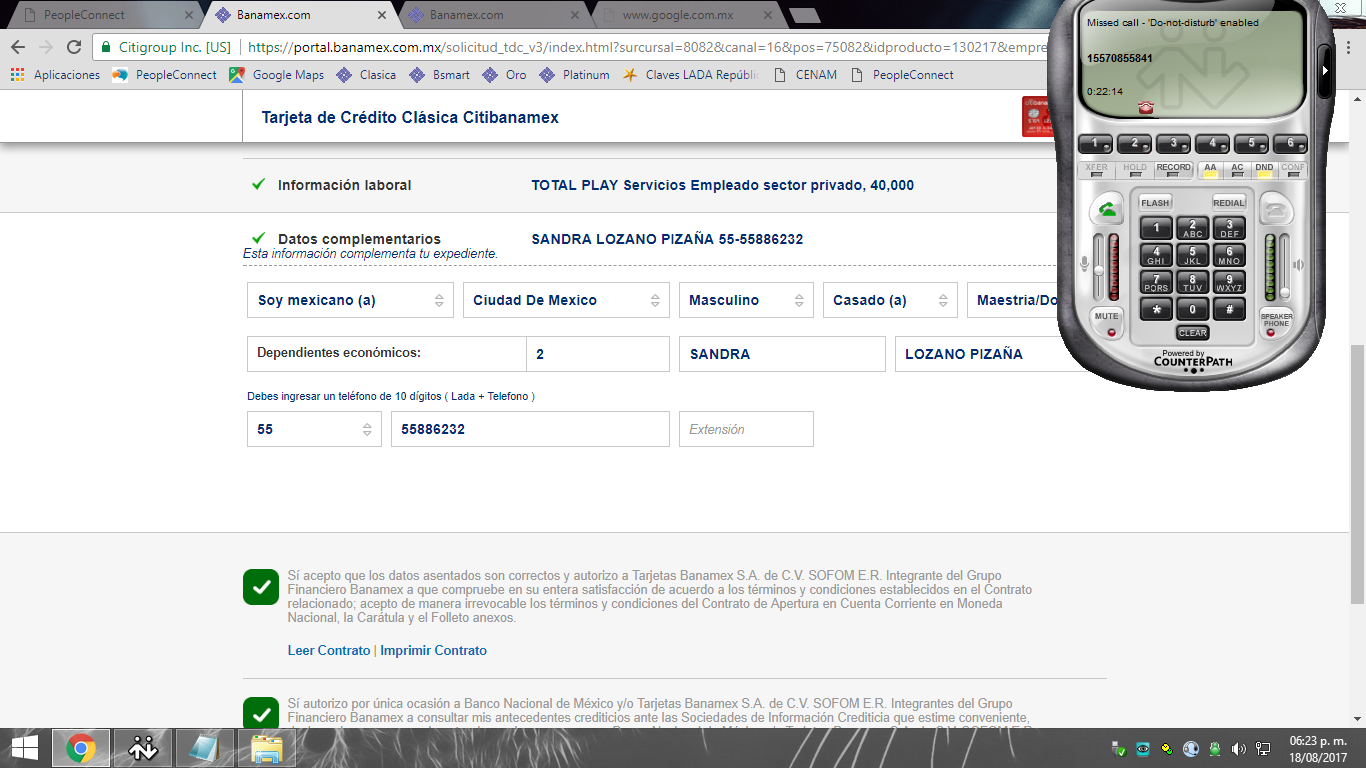 PeopleConnect
Banamex.com
Banamex.com
www.google.com.mx
Citigroup Inc. [US]
https://portal.banamex.com.mx/solicitud_tdc_v3/index.html?surcursal=8082&canal=16&pos=75082&idproducto=130217&empre
Aplicaciones
PeopleConnect
Google Maps
Clasica
Bsmart
Oro
Platinum
Claves LADA Repúbli
CENAM
PeopleConnect
Tarjeta de Crédito Clásica Citibanamex
Información laboral
TOTAL PLAY Servicios Empleado sector privado, 40,000
Datos complementarios
SANDRA LOZANO PIZAÑA 55-55886232
Esta información complementa tu expediente.
Soy mexicano (a)
Ciudad De Mexico
Masculino
Casado (a)
Maestria/Do
Dependientes económicos:
2
SANDRA
LOZANO PIZAÑA
Debes ingresar un teléfono de 10 dígitos ( Lada + Telefono )
55
55886232
Extensión
Sí acepto que los datos asentados son correctos y autorizo a Tarjetas Banamex S.A. de C.V. SOFOM E.R. Integrante del Grupo
Financiero Banamex a que compruebe en su entera satisfacción de acuerdo a los términos y condiciones establecidos en el Contrato
relacionado; acepto de manera irrevocable los términos y condiciones del Contrato de Apertura en Cuenta Corriente en Moneda
Nacional, la Carátula y el Folleto anexos.
Leer Contrato | Imprimir Contrato
Sí autorizo por única ocasión a Banco Nacional de México y/o Tarjetas Banamex S.A. de C.V. SOFOM E.R. Integrantes del Grupo
Financiero Banamex a consultar mis antecedentes crediticios ante las Sociedades de Información Crediticia que estime conveniente,
Missed call - 'Do-not-disturb' enabled
15570855841
0:22:14
1 2 3 4 5 6
XFER HOLD RECORD AA AC DND CONF
FLASH
REDIAL
1
2 ABC
3 DEF
4 GHI
5 JKL
6 MNO
7 PQRS
8 TUV
9 WXYZ
* 0 #
MUTE
CLEAR
SPEAKER
PHONE
Powered by
COUNTERPATH
06:23 p. m.
18/08/2017